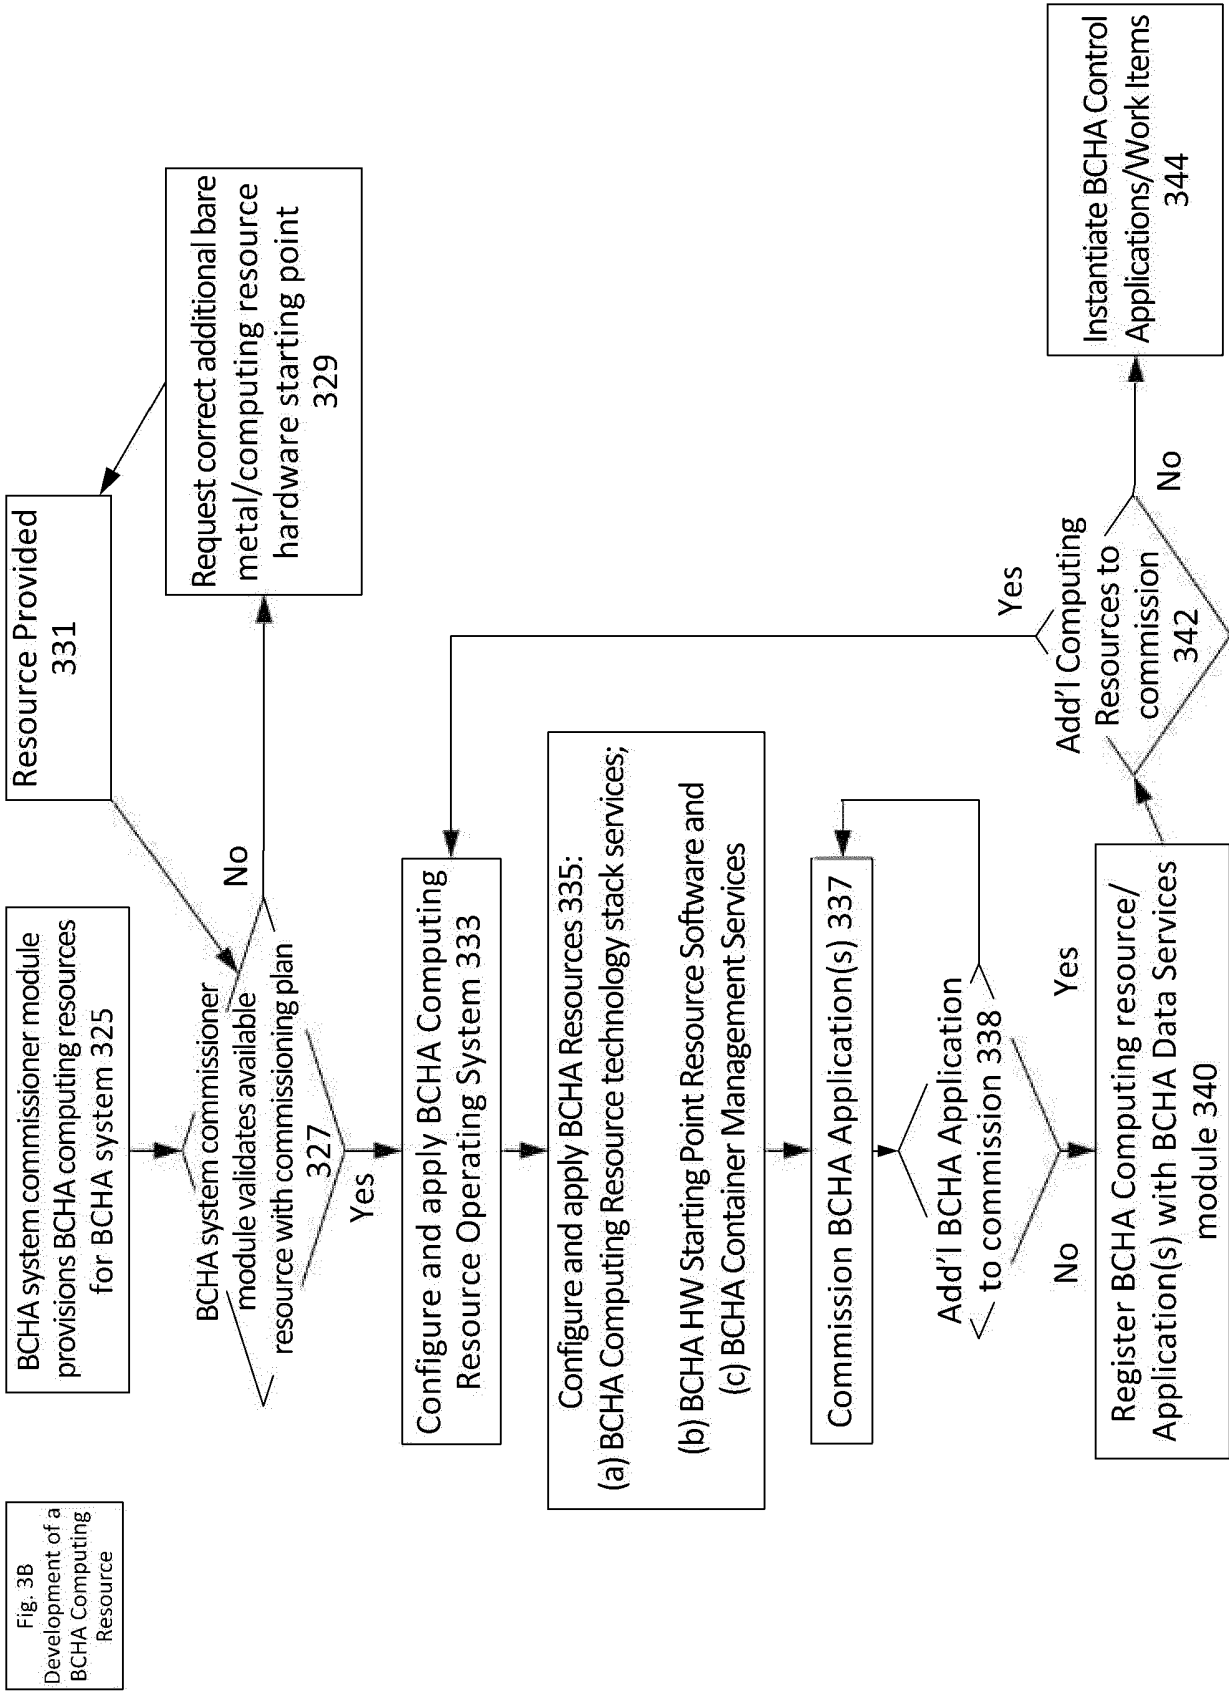 Fig. 3B
Development of a
BCHA Computing
Resource
BCHA system commissioner module
provisions BCHA computing resources
for BCHA system 325
Resource Provided
331
BCHA system commissioner
module validates available
resource with commissioning plan
327
No
Yes
Request correct additional bare
metal/computing resource
hardware starting point
329
Configure and apply BCHA Computing
Resource Operating System 333
Configure and apply BCHA Resources 335:
(a) BCHA Computing Resource technology stack services;
(b) BCHA HW Starting Point Resource Software and
(c) BCHA Container Management Services
Commission BCHA Application(s) 337
Add'l BCHA Application
to commission 338
No
Yes
Register BCHA Computing resource/
Application(s) with BCHA Data Services
module 340
Yes
Add'l Computing
Resources to
commission
342
No
Instantiate BCHA Control
Applications/Work Items
344